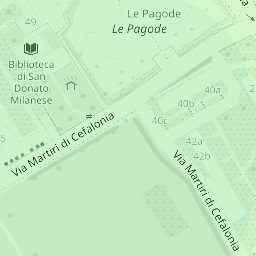 49
Le Pagode
Le Pagode
Biblioteca
di San
Donato
Milanese
40a
40b
40c
5
42a
42b
Via Martiri di Cefalonia
Via Martiri di Cefalonia